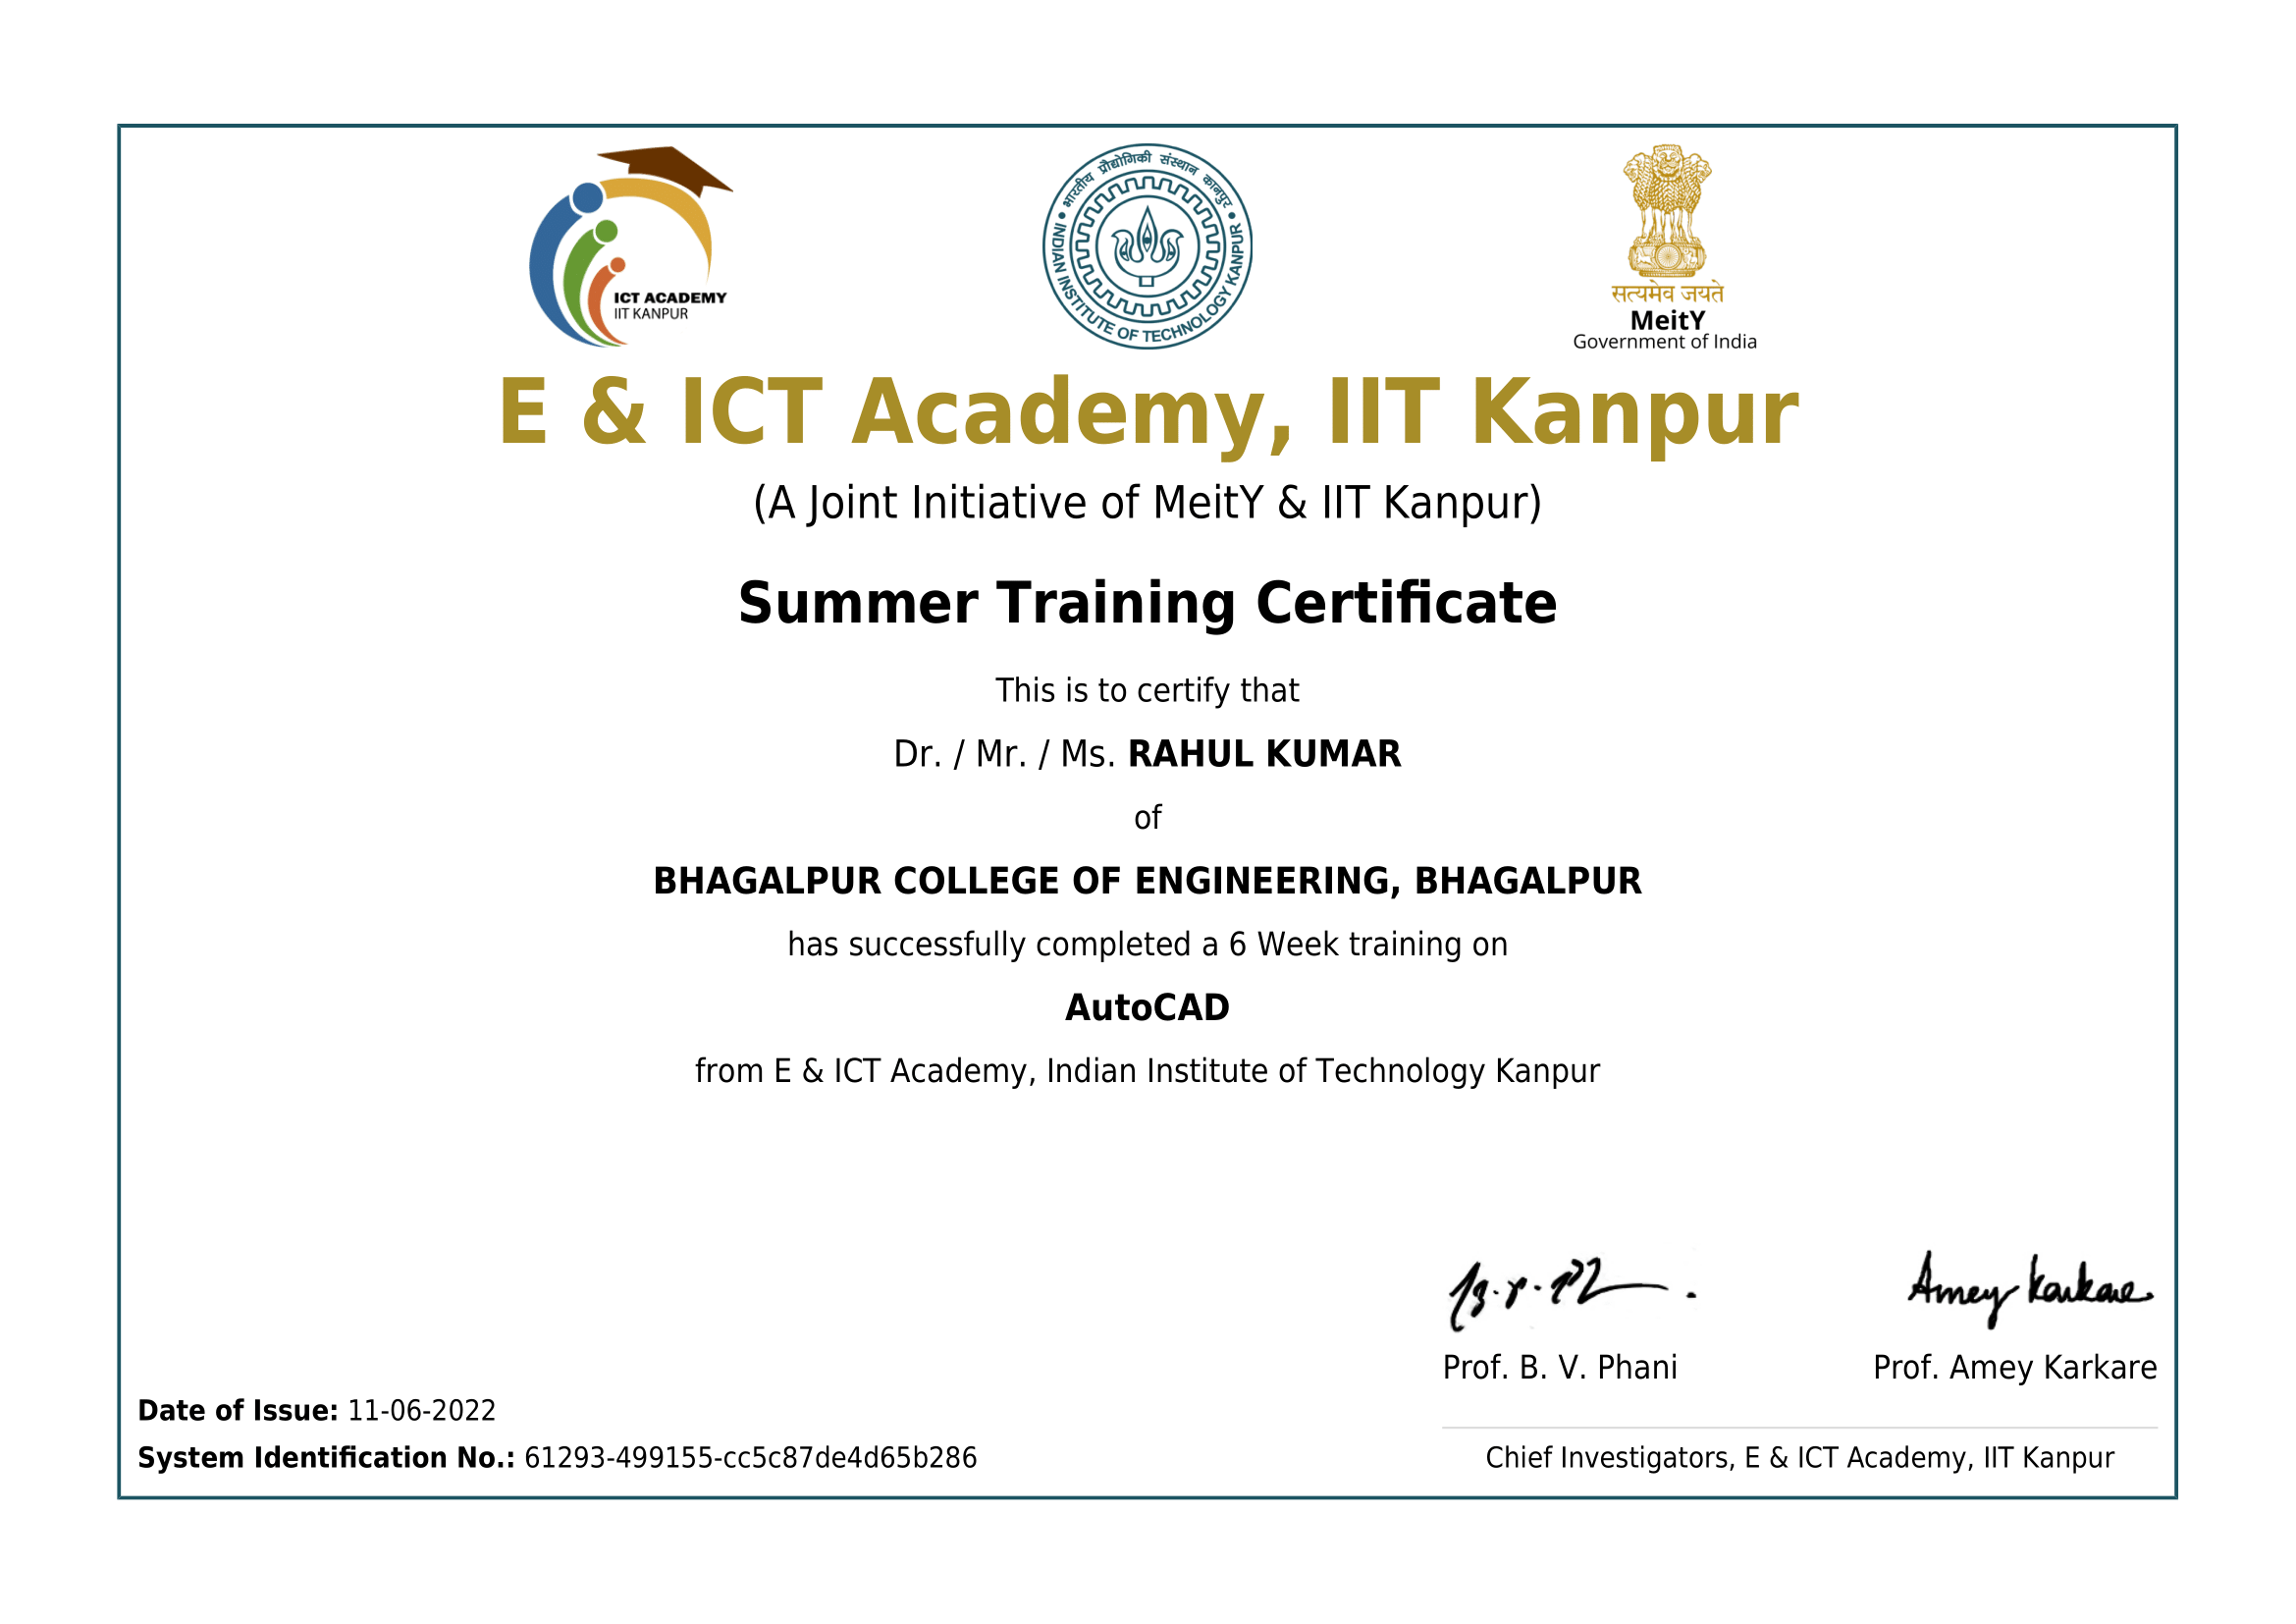 ICT ACADEMY
IIT KANPUR
भारतीय प्रौद्योगिकी संस्थान कानपुर
INDIAN INSTITUTE OF TECHNOLOGY KANPUR
सत्यमेव जयते
MeitY
Government of India
E & ICT Academy, IIT Kanpur
(A Joint Initiative of MeitY & IIT Kanpur)
Summer Training Certificate
This is to certify that
Dr. / Mr. / Ms. RAHUL KUMAR
of
BHAGALPUR COLLEGE OF ENGINEERING, BHAGALPUR
has successfully completed a 6 Week training on
AutoCAD
from E & ICT Academy, Indian Institute of Technology Kanpur
Amey Karkare
Prof. B. V. Phani
Prof. Amey Karkare
Date of Issue: 11-06-2022
System Identification No.: 61293-499155-cc5c87de4d65b286
Chief Investigators, E & ICT Academy, IIT Kanpur